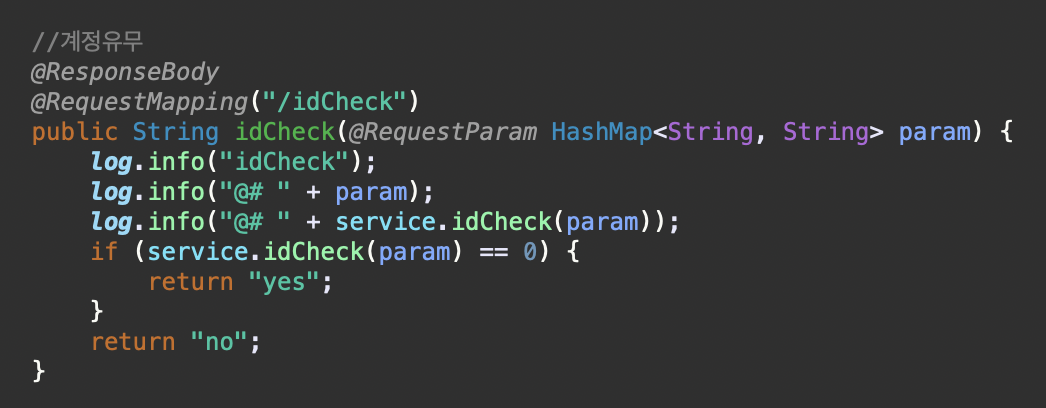 //계정유무
@ResponseBody
@RequestMapping("/idCheck")
public String idCheck(@RequestParam HashMap<String, String> param) {
    log.info("idCheck");
    log.info("@# " + param);
    log.info("@# " + service.idCheck(param));
    if (service.idCheck(param) == 0) {
        return "yes";
    }
    return "no";
}